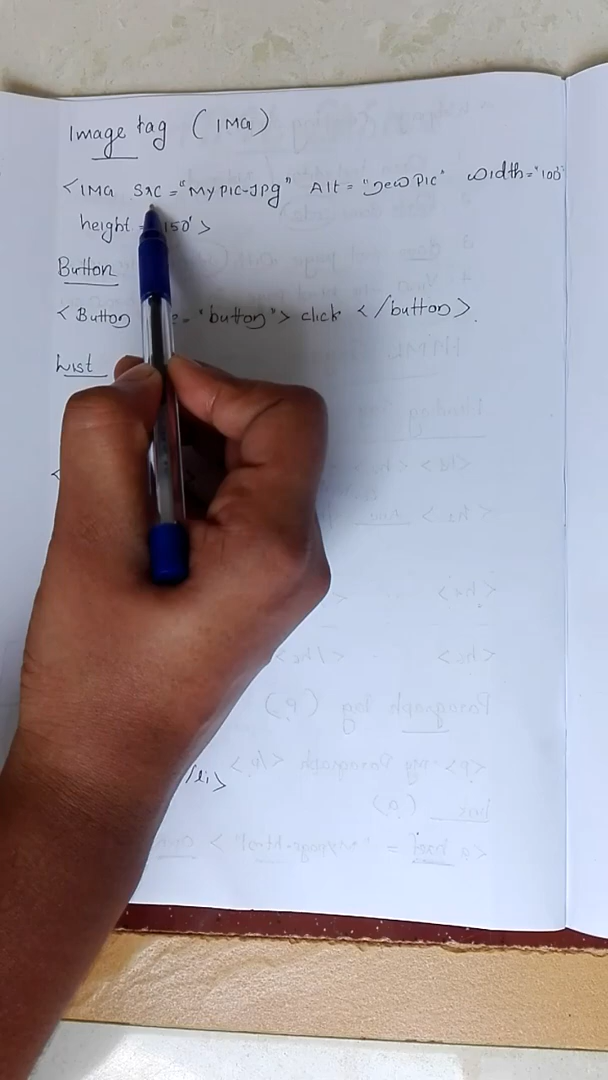 Image tag (IMG)
<IMG Src="MyPic.Jpg" Alt="Jew Pic" width="100"
height 150' >
Button
< Button = "button"> click </button>.
List
<
/li>